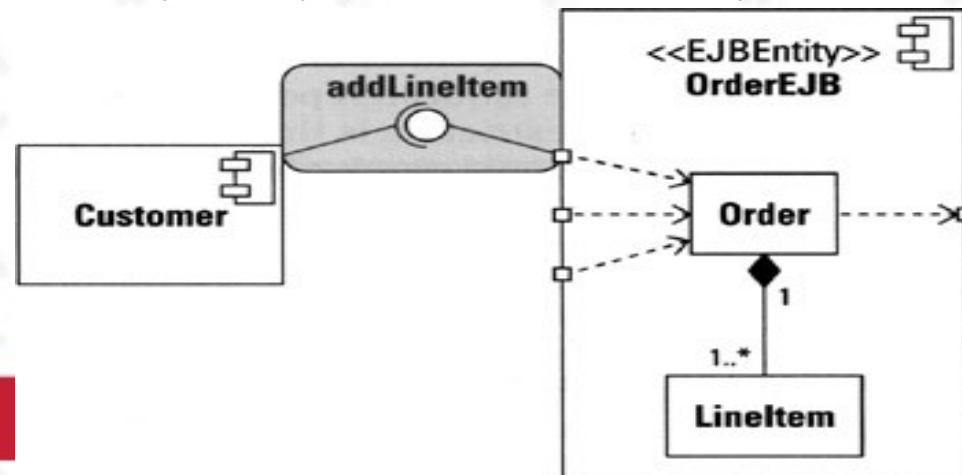 <<EJBEntity>>
OrderEJB
addLineItem
Customer
Order
1
1..*
LineItem